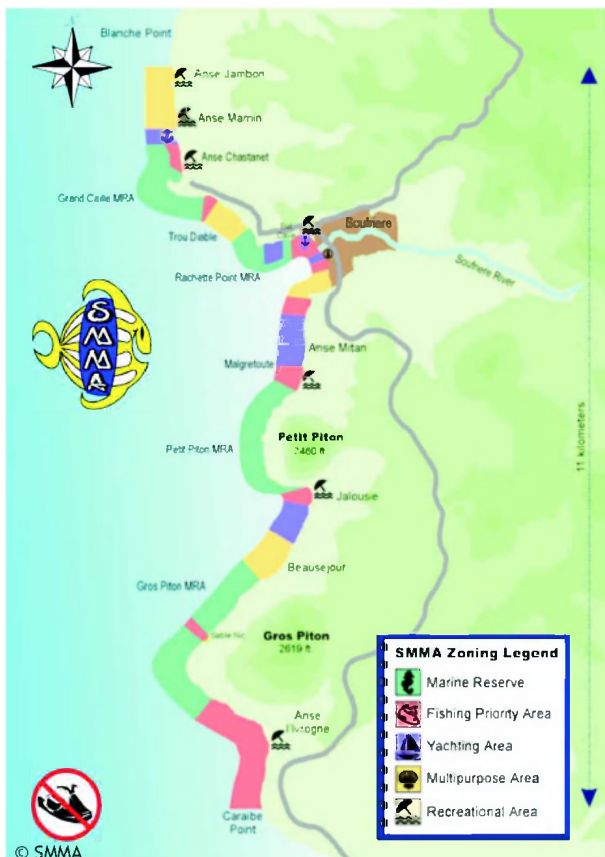 Blanche Point
Anse Jambon
Anse Mamin
Anse Chastanet
Grand Caille MRA
Trou Diable
Soufriere
Rachette Point MRA
Soufriere River
SMMA
Anse Mitan
Malgretoute
11 kilometers
Petit Piton
2460 ft
Petit Piton MRA
Jalousie
Beausejour
Gros Piton MRA
Gros Piton
2619 ft
Anse
Caraibe
Point
SMMA Zoning Legend
Marine Reserve
Fishing Priority Area
Yachting Area
Multipurpose Area
Recreational Area
© SMMA